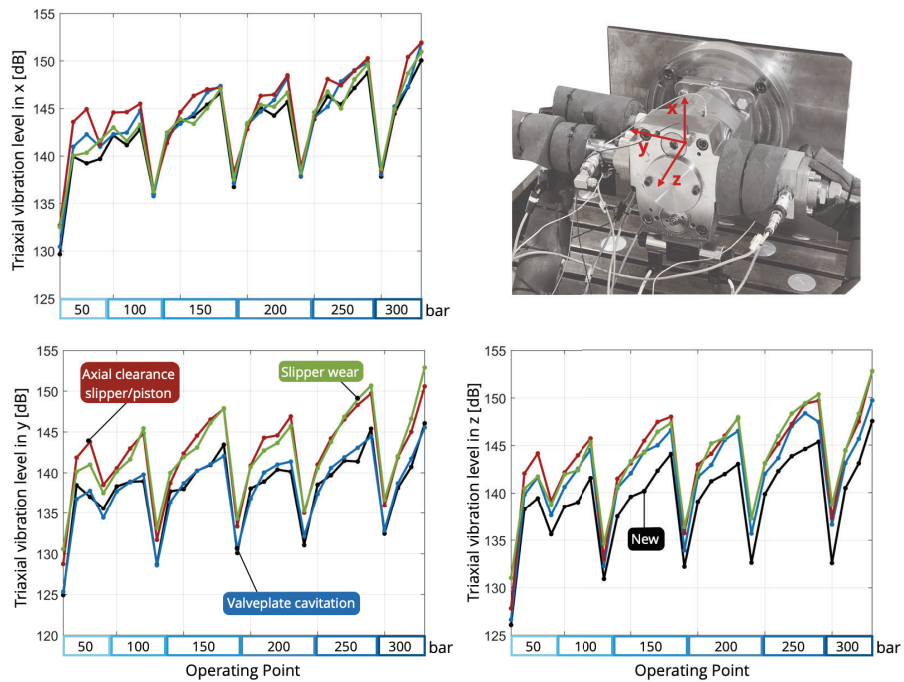 Triaxial vibration level in x [dB]
155
150
145
140
135
130
125
50 100 150 200 250 300 bar
x
y
z
Triaxial vibration level in y [dB]
155
150
145
140
135
130
125
120
Axial clearance
slipper/piston
Slipper wear
Valveplate cavitation
50 100 150 200 250 300 bar
Operating Point
Triaxial vibration level in z [dB]
155
150
145
140
135
130
125
New
50 100 150 200 250 300 bar
Operating Point